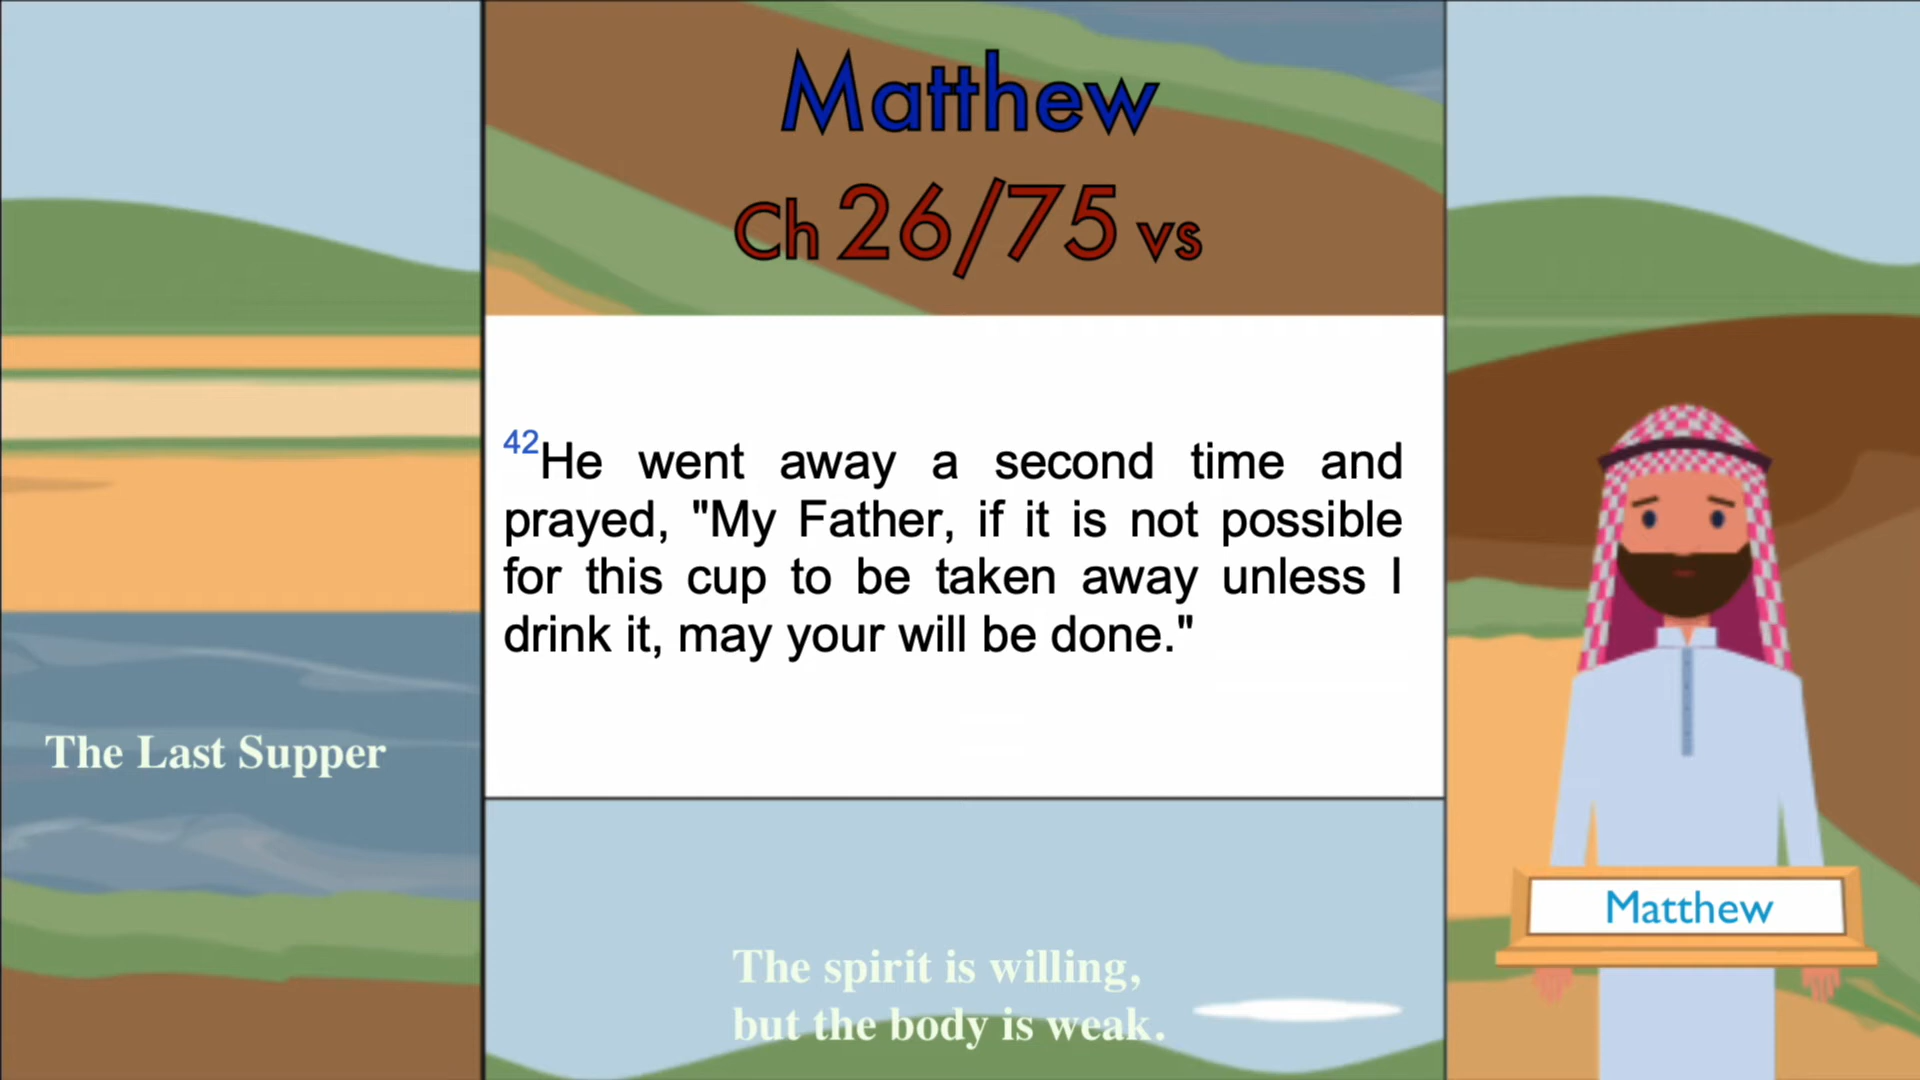 Matthew
Ch 26/75 vs
42He went away a second time and
prayed, "My Father, if it is not possible
for this cup to be taken away unless I
drink it, may your will be done."
The Last Supper
The spirit is willing,
but the body is weak.
Matthew